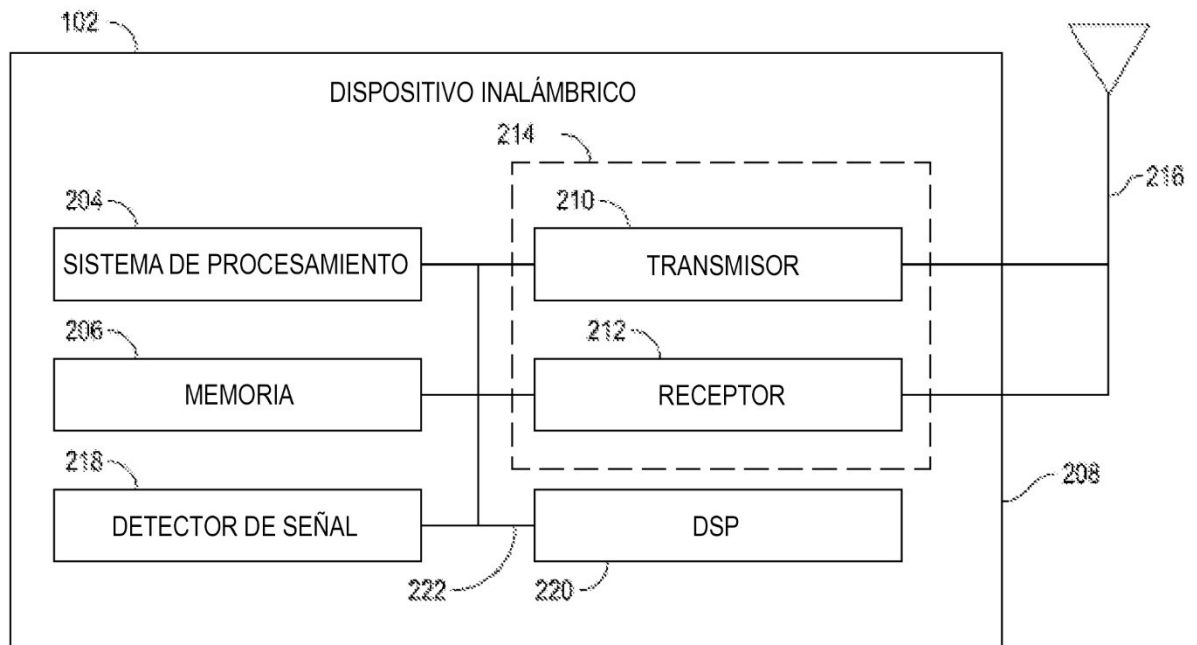 102
DISPOSITIVO INALÁMBRICO
214
216
204
210
SISTEMA DE PROCESAMIENTO
TRANSMISOR
206
212
MEMORIA
RECEPTOR
218
208
DETECTOR DE SEÑAL
DSP
222
220